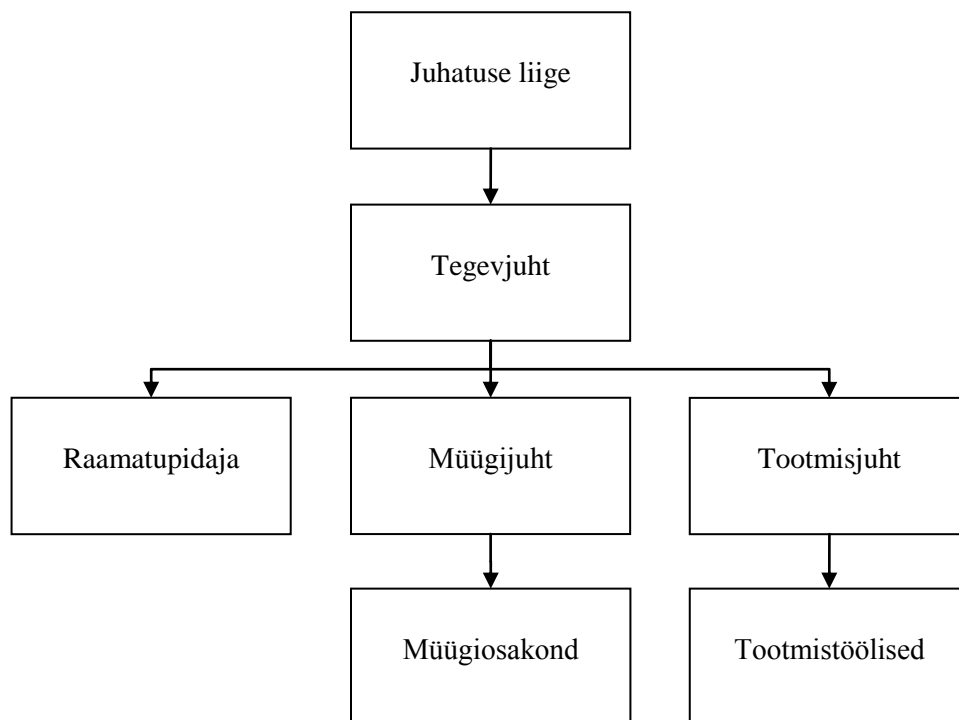 Juhatuse liige
Tegevjuht
Raamatupidaja
Müügijuht
Tootmisjuht
Müügiosakond
Tootmistöölised